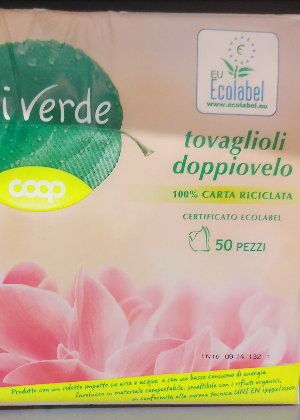 i verde
coop
EU
Ecolabel
www.ecolabel.eu
tovaglioli
doppiovelo
100% CARTA RICICLATA
CERTIFICATO ECOLABEL
50 PEZZI
Prodotto con un ridotto impatto su aria e acqua e con un basso consumo di energia.
Involucro in materiale compostabile, smaltibile con i rifiuti organici,
in conformità alla norma tecnica UNI EN 13432:2002.